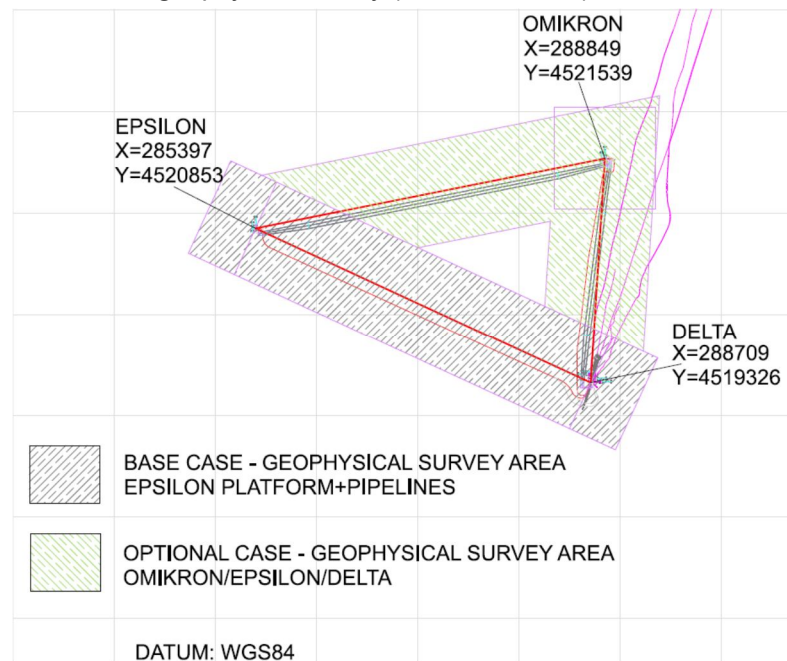 OMIKRON
X=288849
Y=4521539
EPSILON
X=285397
Y=4520853
DELTA
X=288709
Y=4519326
BASE CASE - GEOPHYSICAL SURVEY AREA
EPSILON PLATFORM+PIPELINES
OPTIONAL CASE - GEOPHYSICAL SURVEY AREA
OMIKRON/EPSILON/DELTA
DATUM: WGS84